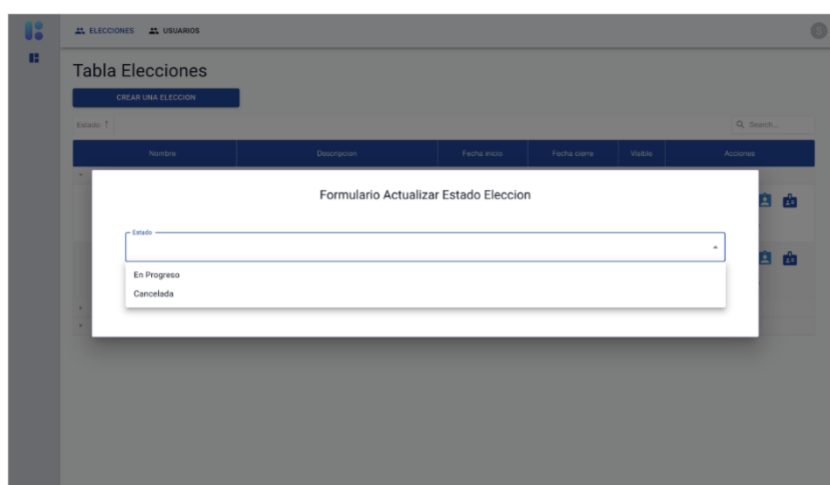 ELECCIONES USUARIOS
S
Tabla Elecciones
CREAR UNA ELECCION
Estado ↑
Search...
Nombre Descripcion Fecha inicio Fecha cierre Visible Acciones
Formulario Actualizar Estado Eleccion
Estado
En Progreso
Cancelada